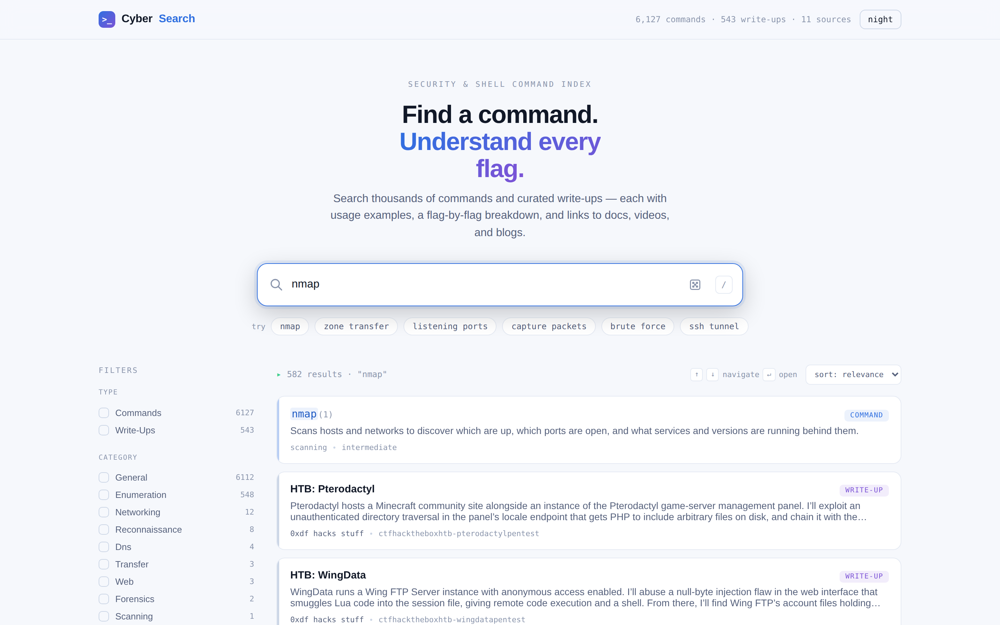 >_ Cyber Search
6,127 commands · 543 write-ups · 11 sources night
SECURITY & SHELL COMMAND INDEX
Find a command.
Understand every
flag.
Search thousands of commands and curated write-ups — each with
usage examples, a flag-by-flag breakdown, and links to docs, videos,
and blogs.
nmap /
try nmap zone transfer listening ports capture packets brute force ssh tunnel
FILTERS
TYPE
Commands 6127
Write-Ups 543
CATEGORY
General 6112
Enumeration 548
Networking 12
Reconnaissance 8
Dns 4
Transfer 3
Web 3
Forensics 2
Scanning 1
▸ 582 results · "nmap" ↑ ↓ navigate ↵ open sort: relevance
nmap(1) COMMAND
Scans hosts and networks to discover which are up, which ports are open, and what services and versions are running behind them.
scanning • intermediate
HTB: Pterodactyl WRITE-UP
Pterodactyl hosts a Minecraft community site alongside an instance of the Pterodactyl game-server management panel. I’ll exploit an
unauthenticated directory traversal in the panel’s locale endpoint that gets PHP to include arbitrary files on disk, and chain it with the…
0xdf hacks stuff • ctfhacktheboxhtb-pterodactylpentest
HTB: WingData WRITE-UP
WingData runs a Wing FTP Server instance with anonymous access enabled. I’ll abuse a null-byte injection flaw in the web interface that
smuggles Lua code into the session file, giving remote code execution and a shell. From there, I’ll find Wing FTP’s account files holding…
0xdf hacks stuff • ctfhacktheboxhtb-wingdatapentest